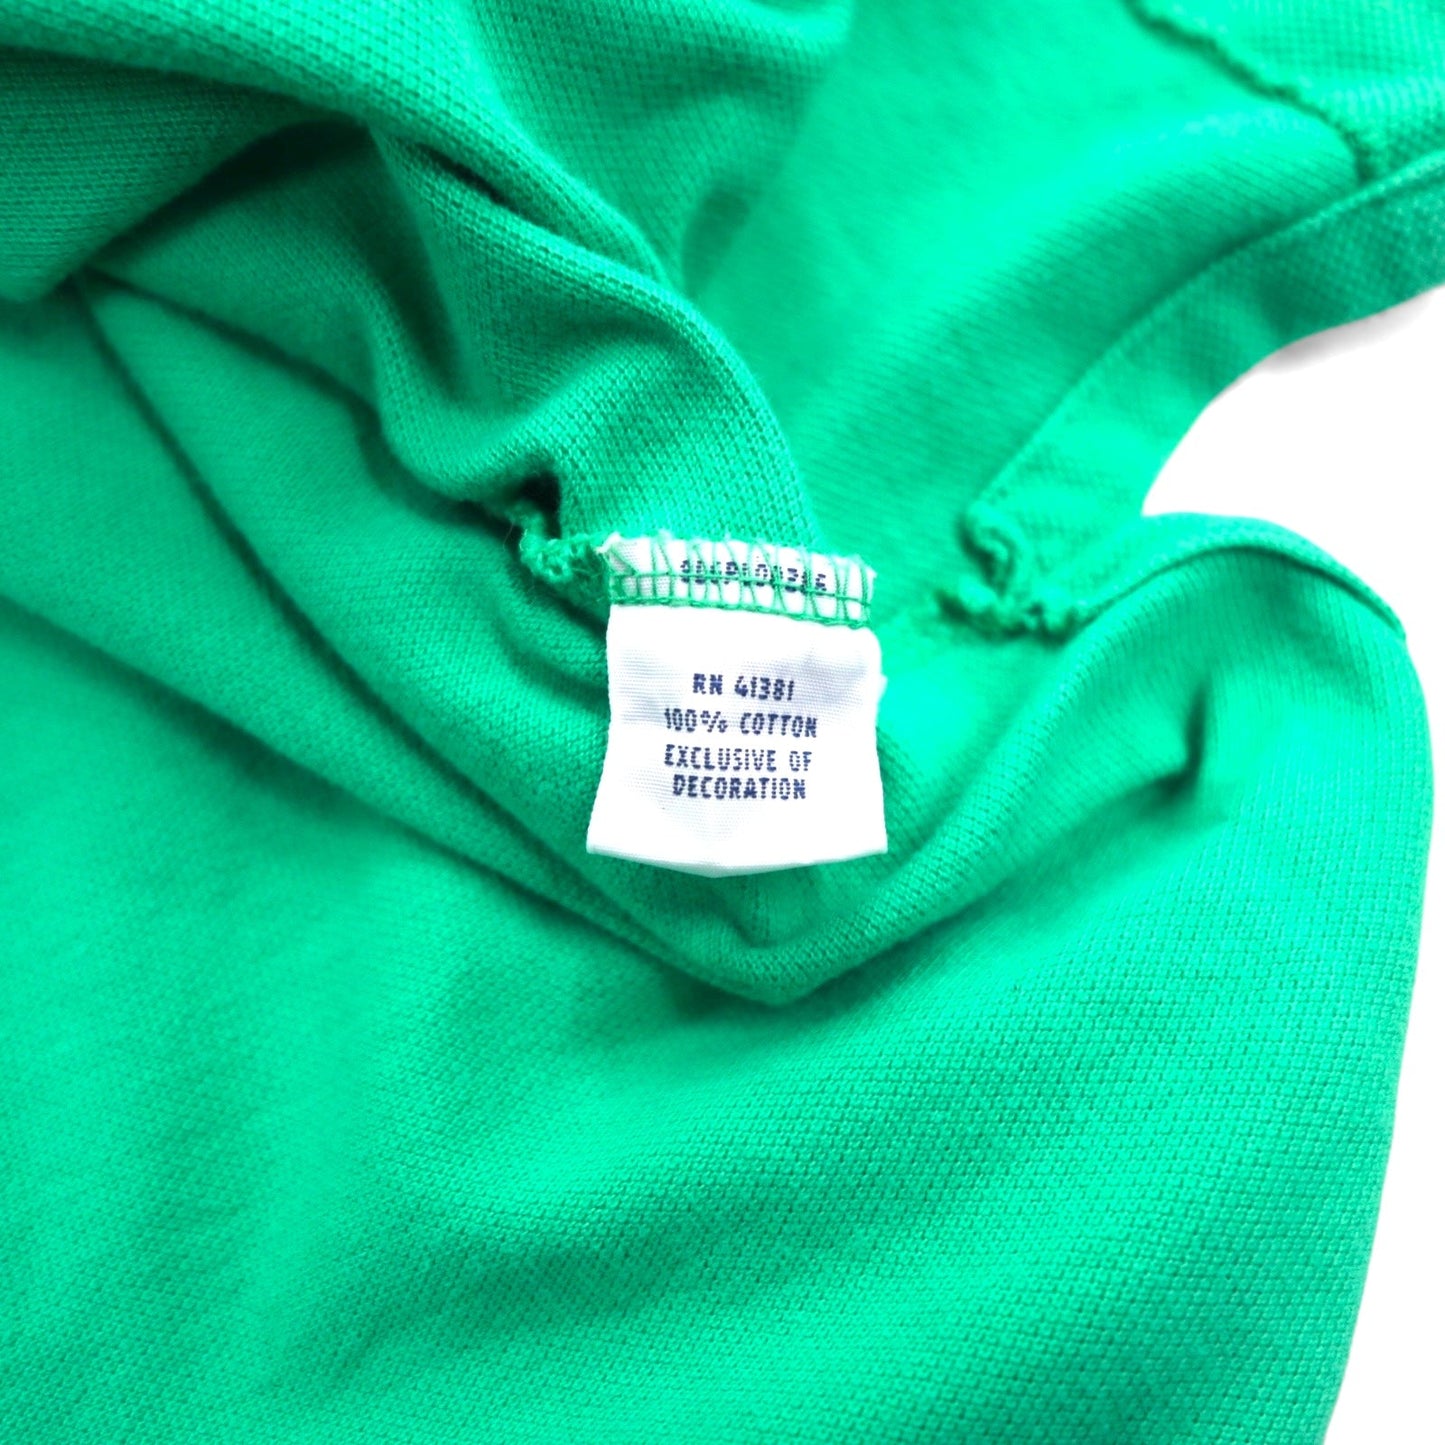 RN 41381
100% COTTON
EXCLUSIVE OF
DECORATION